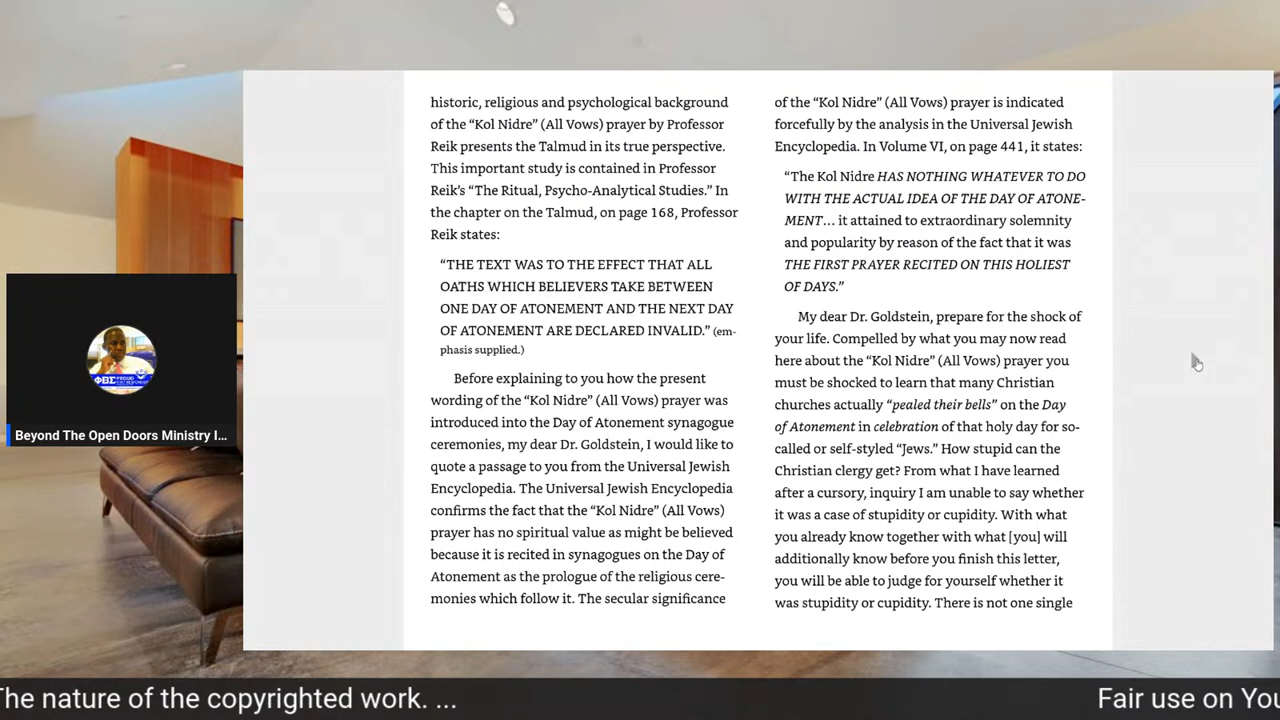 historic, religious and psychological background
of the “Kol Nidre” (All Vows) prayer by Professor
Reik presents the Talmud in its true perspective.
This important study is contained in Professor
Reik’s “The Ritual, Psycho-Analytical Studies.” In
the chapter on the Talmud, on page 168, Professor
Reik states:
“THE TEXT WAS TO THE EFFECT THAT ALL
OATHS WHICH BELIEVERS TAKE BETWEEN
ONE DAY OF ATONEMENT AND THE NEXT DAY
OF ATONEMENT ARE DECLARED INVALID.” (em-
phasis supplied.)
Before explaining to you how the present
wording of the “Kol Nidre” (All Vows) prayer was
introduced into the Day of Atonement synagogue
ceremonies, my dear Dr. Goldstein, I would like to
quote a passage to you from the Universal Jewish
Encyclopedia. The Universal Jewish Encyclopedia
confirms the fact that the “Kol Nidre” (All Vows)
prayer has no spiritual value as might be believed
because it is recited in synagogues on the Day of
Atonement as the prologue of the religious cere-
monies which follow it. The secular significance
of the “Kol Nidre” (All Vows) prayer is indicated
forcefully by the analysis in the Universal Jewish
Encyclopedia. In Volume VI, on page 441, it states:
“The Kol Nidre HAS NOTHING WHATEVER TO DO
WITH THE ACTUAL IDEA OF THE DAY OF ATONE-
MENT… it attained to extraordinary solemnity
and popularity by reason of the fact that it was
THE FIRST PRAYER RECITED ON THIS HOLIEST
OF DAYS.”
My dear Dr. Goldstein, prepare for the shock of
your life. Compelled by what you may now read
here about the “Kol Nidre” (All Vows) prayer you
must be shocked to learn that many Christian
churches actually “pealed their bells” on the Day
of Atonement in celebration of that holy day for so-
called or self-styled “Jews.” How stupid can the
Christian clergy get? From what I have learned
after a cursory, inquiry I am unable to say whether
it was a case of stupidity or cupidity. With what
you already know together with what [you] will
additionally know before you finish this letter,
you will be able to judge for yourself whether it
was stupidity or cupidity. There is not one single
Beyond The Open Doors Ministry I...
The nature of the copyrighted work. ...
Fair use on You